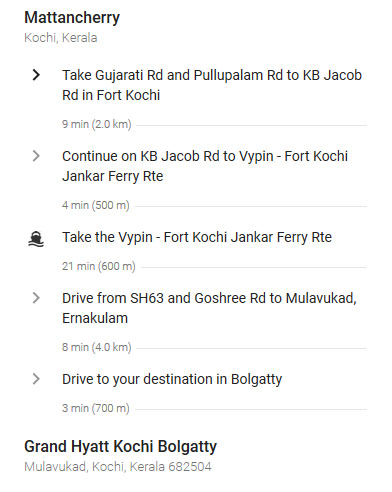 Mattancherry
Kochi, Kerala
Take Gujarati Rd and Pullupalam Rd to KB Jacob
Rd in Fort Kochi
9 min (2.0 km)
Continue on KB Jacob Rd to Vypin - Fort Kochi
Jankar Ferry Rte
4 min (500 m)
Take the Vypin - Fort Kochi Jankar Ferry Rte
21 min (600 m)
Drive from SH63 and Goshree Rd to Mulavukad,
Ernakulam
8 min (4.0 km)
Drive to your destination in Bolgatty
3 min (700 m)
Grand Hyatt Kochi Bolgatty
Mulavukad, Kochi, Kerala 682504